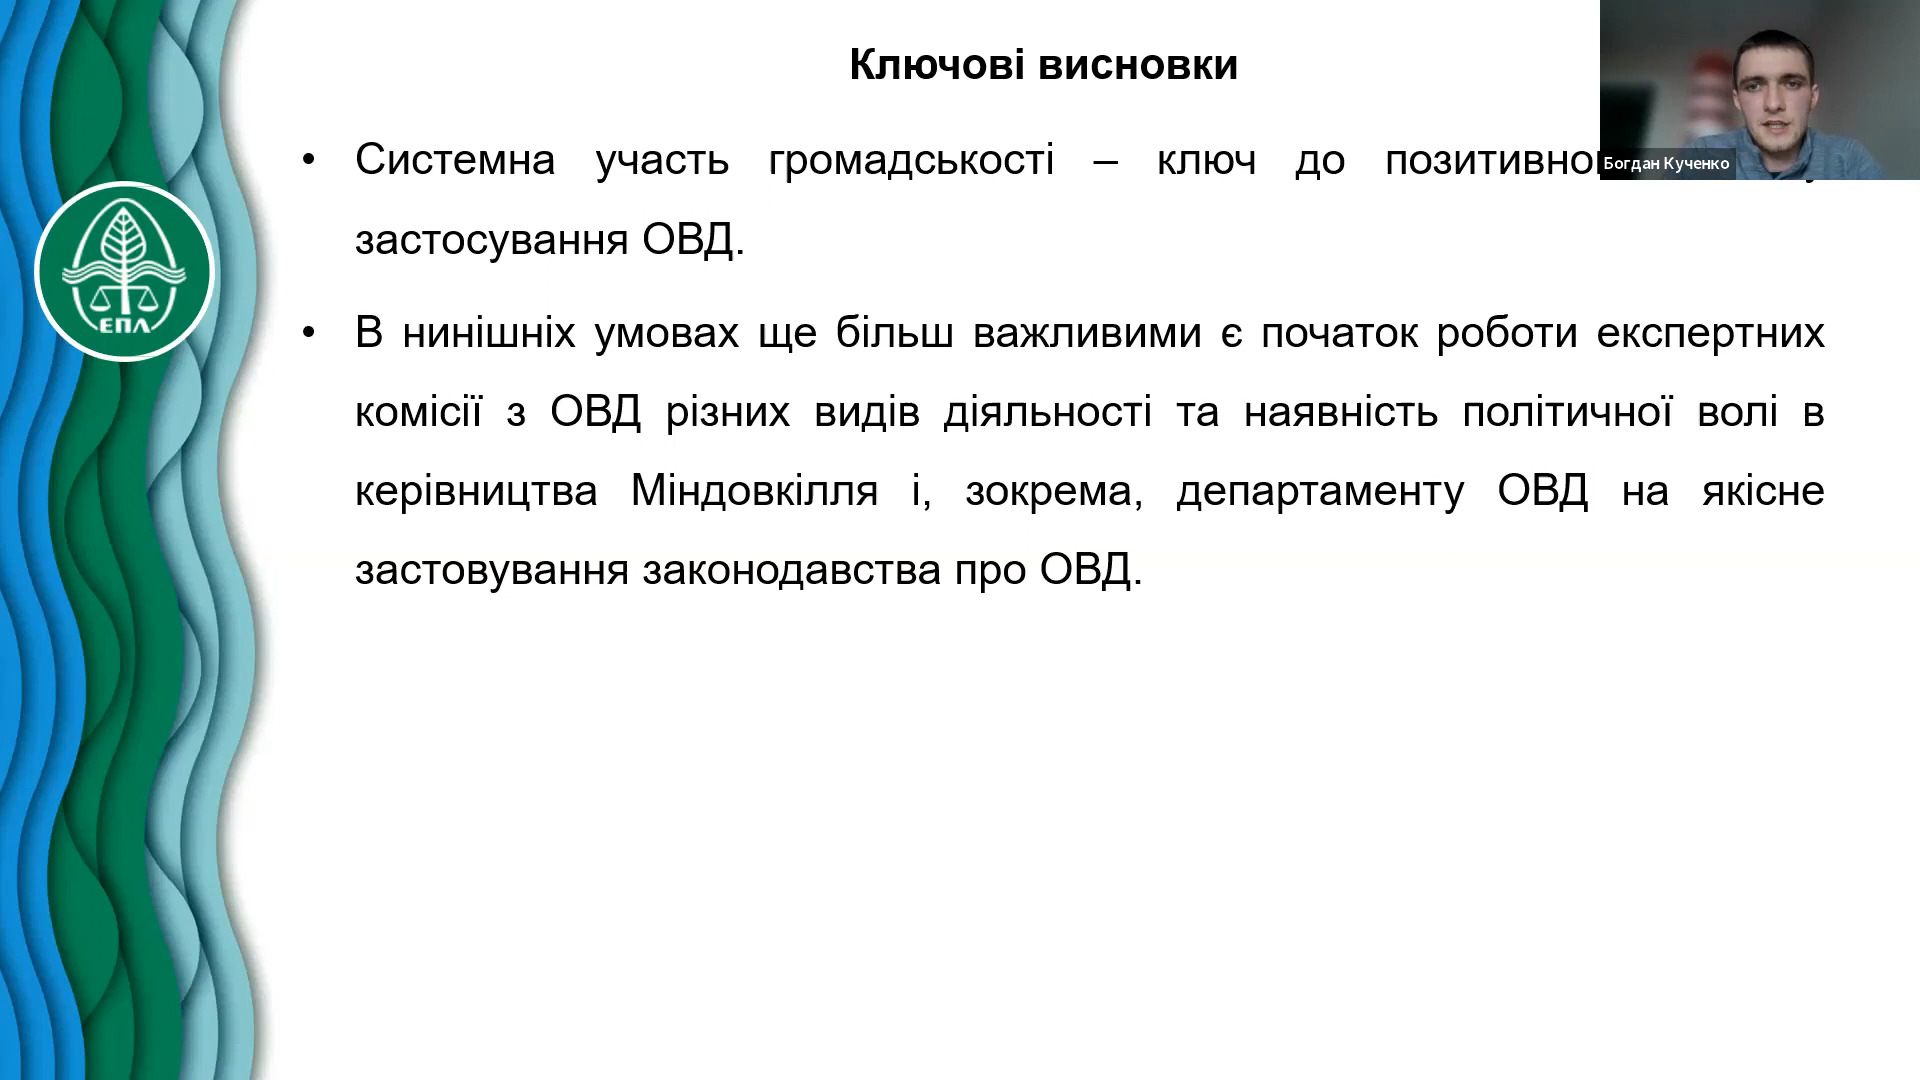 Ключові висновки
• Системна участь громадськості – ключ до
застосування ОВД.
• В нинішніх умовах ще більш важливими є початок роботи експертних
комісії з ОВД різних видів діяльності та наявність політичної волі в
керівництва Міндовкілля і, зокрема, департаменту ОВД на якісне
застовування законодавства про ОВД.
ЕПЛ
Богдан Кученко